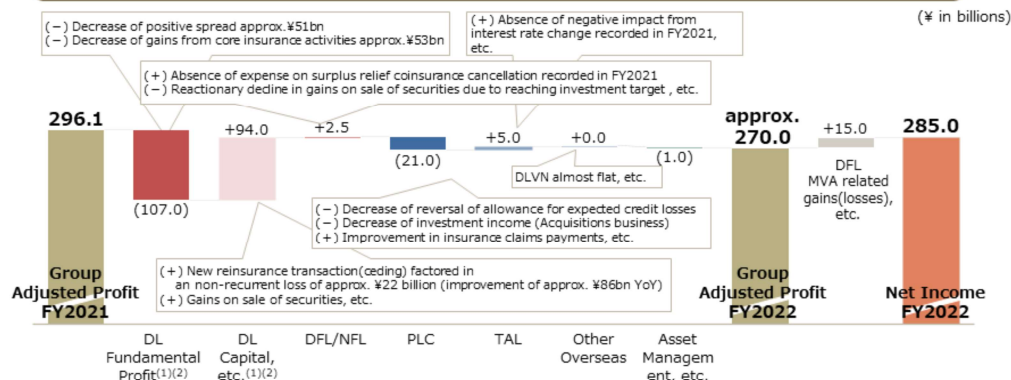 (¥ in billions)
(−) Decrease of positive spread approx.¥51bn
(−) Decrease of gains from core insurance activities approx.¥53bn
(+) Absence of negative impact from
interest rate change recorded in FY2021,
etc.
(+) Absence of expense on surplus relief coinsurance cancellation recorded in FY2021
(−) Reactionary decline in gains on sale of securities due to reaching investment target , etc.
296.1
(107.0)
+94.0
+2.5
(21.0)
+5.0
+0.0
(1.0)
approx.
270.0
+15.0
285.0
DLVN almost flat, etc.
DFL
MVA related
gains(losses),
etc.
(−) Decrease of reversal of allowance for expected credit losses
(−) Decrease of investment income (Acquisitions business)
(+) Improvement in insurance claims payments, etc.
(+) New reinsurance transaction(ceding) factored in
an non-recurrent loss of approx. ¥22 billion (improvement of approx. ¥86bn YoY)
(+) Gains on sale of securities, etc.
Group
Adjusted Profit
FY2021
Group
Adjusted Profit
FY2022
Net Income
FY2022
DL
Fundamental
Profit(1)(2)
DL
Capital,
etc.(1)(2)
DFL/NFL
PLC
TAL
Other
Overseas
Asset
Managem
ent, etc.